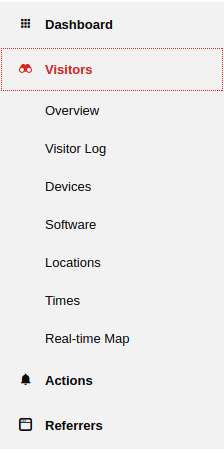 Dashboard
Visitors
Overview
Visitor Log
Devices
Software
Locations
Times
Real-time Map
Actions
Referrers